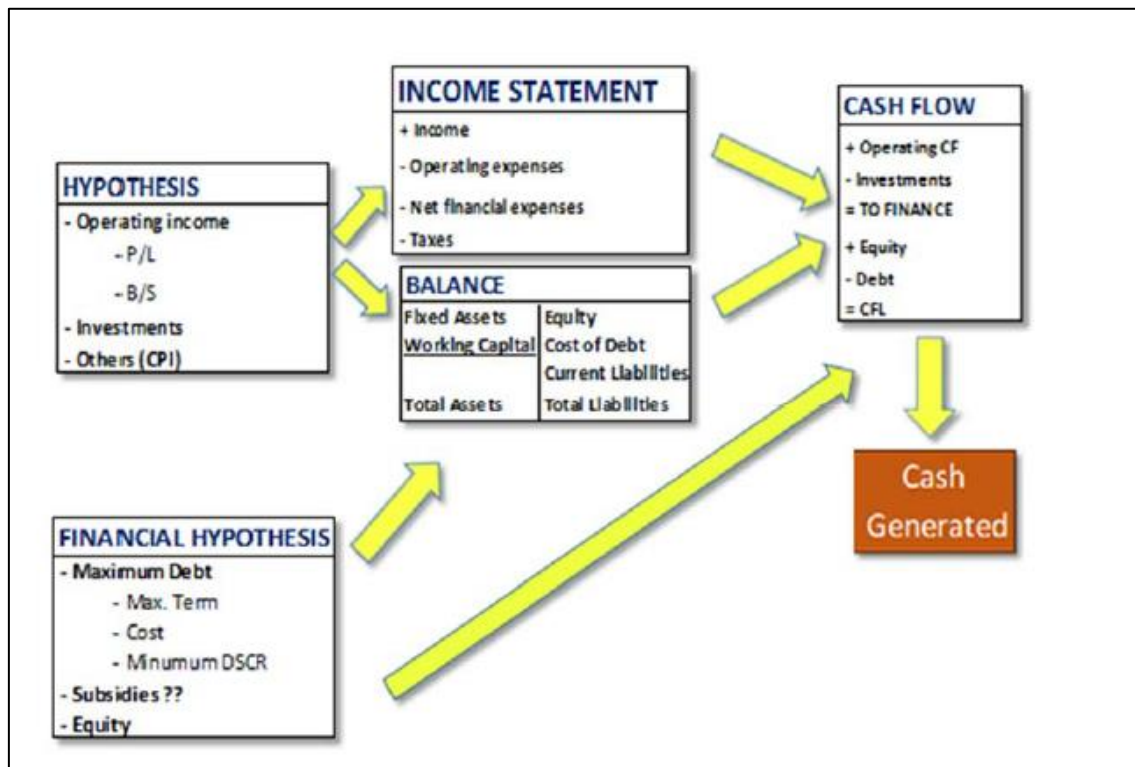 HYPOTHESIS
- Operating income
- P/L
- B/S
- Investments
- Others (CPI)
INCOME STATEMENT
+ Income
- Operating expenses
- Net financial expenses
- Taxes
BALANCE
Fixed Assets Equity
Working Capital Cost of Debt
Current Liabilities
Total Assets Total Liabilities
CASH FLOW
+ Operating CF
- Investments
= TO FINANCE
+ Equity
- Debt
= CFL
Cash
Generated
FINANCIAL HYPOTHESIS
- Maximum Debt
- Max. Term
- Cost
- Minumum DSCR
- Subsidies ??
- Equity